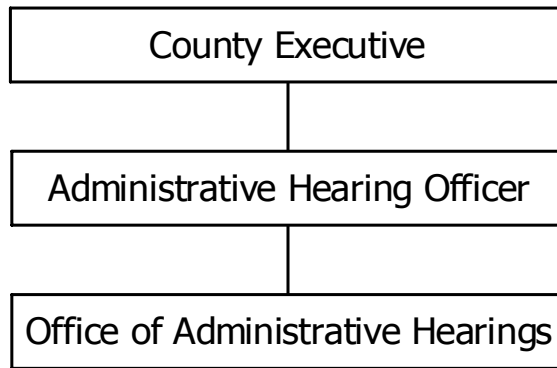 County Executive
Administrative Hearing Officer
Office of Administrative Hearings